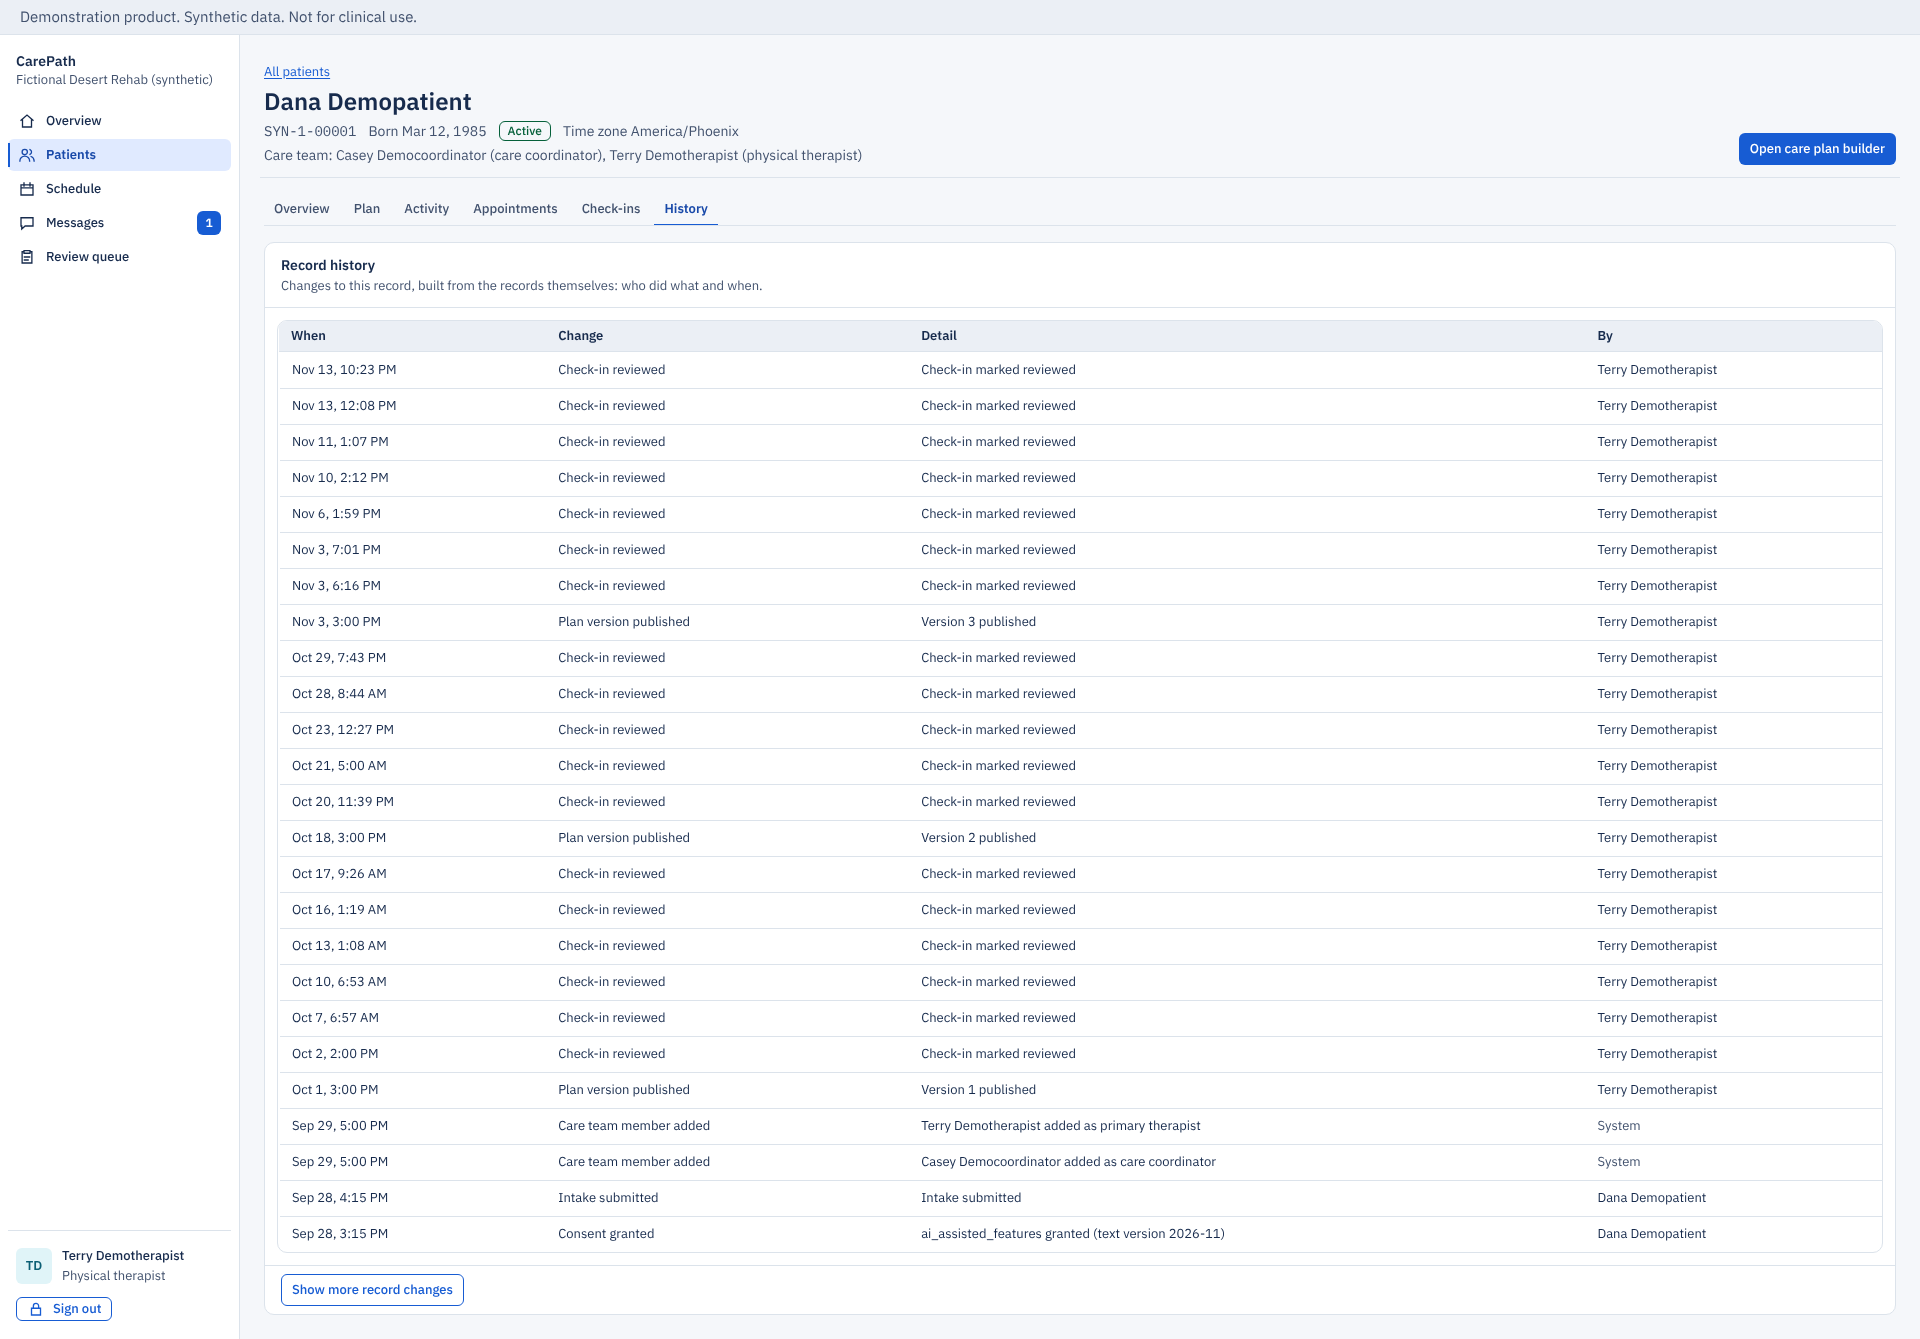 Demonstration product. Synthetic data. Not for clinical use.
CarePath
Fictional Desert Rehab (synthetic)
Overview
Patients
Schedule
Messages 1
Review queue
All patients
Dana Demopatient
SYN-1-00001 Born Mar 12, 1985 Active Time zone America/Phoenix
Care team: Casey Democoordinator (care coordinator), Terry Demotherapist (physical therapist)
Open care plan builder
Overview Plan Activity Appointments Check-ins History
Record history
Changes to this record, built from the records themselves: who did what and when.
When Change Detail By
Nov 13, 10:23 PM Check-in reviewed Check-in marked reviewed Terry Demotherapist
Nov 13, 12:08 PM Check-in reviewed Check-in marked reviewed Terry Demotherapist
Nov 11, 1:07 PM Check-in reviewed Check-in marked reviewed Terry Demotherapist
Nov 10, 2:12 PM Check-in reviewed Check-in marked reviewed Terry Demotherapist
Nov 6, 1:59 PM Check-in reviewed Check-in marked reviewed Terry Demotherapist
Nov 3, 7:01 PM Check-in reviewed Check-in marked reviewed Terry Demotherapist
Nov 3, 6:16 PM Check-in reviewed Check-in marked reviewed Terry Demotherapist
Nov 3, 3:00 PM Plan version published Version 3 published Terry Demotherapist
Oct 29, 7:43 PM Check-in reviewed Check-in marked reviewed Terry Demotherapist
Oct 28, 8:44 AM Check-in reviewed Check-in marked reviewed Terry Demotherapist
Oct 23, 12:27 PM Check-in reviewed Check-in marked reviewed Terry Demotherapist
Oct 21, 5:00 AM Check-in reviewed Check-in marked reviewed Terry Demotherapist
Oct 20, 11:39 PM Check-in reviewed Check-in marked reviewed Terry Demotherapist
Oct 18, 3:00 PM Plan version published Version 2 published Terry Demotherapist
Oct 17, 9:26 AM Check-in reviewed Check-in marked reviewed Terry Demotherapist
Oct 16, 1:19 AM Check-in reviewed Check-in marked reviewed Terry Demotherapist
Oct 13, 1:08 AM Check-in reviewed Check-in marked reviewed Terry Demotherapist
Oct 10, 6:53 AM Check-in reviewed Check-in marked reviewed Terry Demotherapist
Oct 7, 6:57 AM Check-in reviewed Check-in marked reviewed Terry Demotherapist
Oct 2, 2:00 PM Check-in reviewed Check-in marked reviewed Terry Demotherapist
Oct 1, 3:00 PM Plan version published Version 1 published Terry Demotherapist
Sep 29, 5:00 PM Care team member added Terry Demotherapist added as primary therapist System
Sep 29, 5:00 PM Care team member added Casey Democoordinator added as care coordinator System
Sep 28, 4:15 PM Intake submitted Intake submitted Dana Demopatient
Sep 28, 3:15 PM Consent granted ai_assisted_features granted (text version 2026-11) Dana Demopatient
Show more record changes
TD
Terry Demotherapist
Physical therapist
Sign out